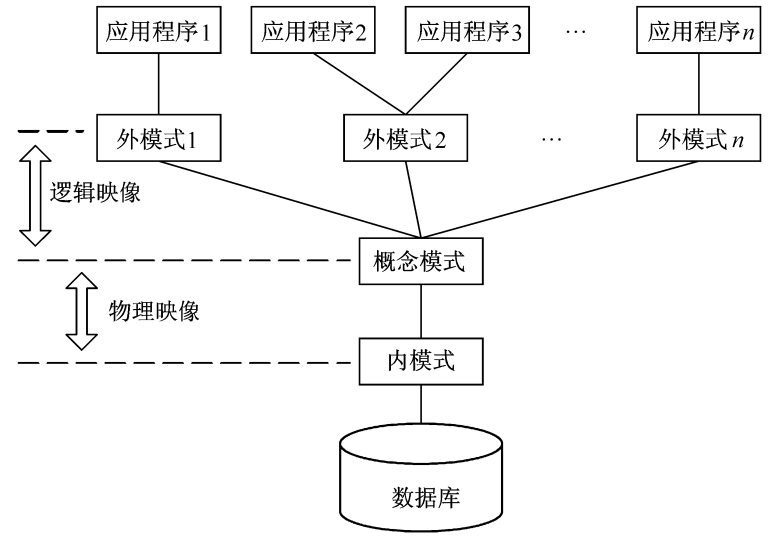 应用程序1
应用程序2
应用程序3
…
应用程序n
外模式1
外模式2
…
外模式n
逻辑映像
概念模式
物理映像
内模式
数据库